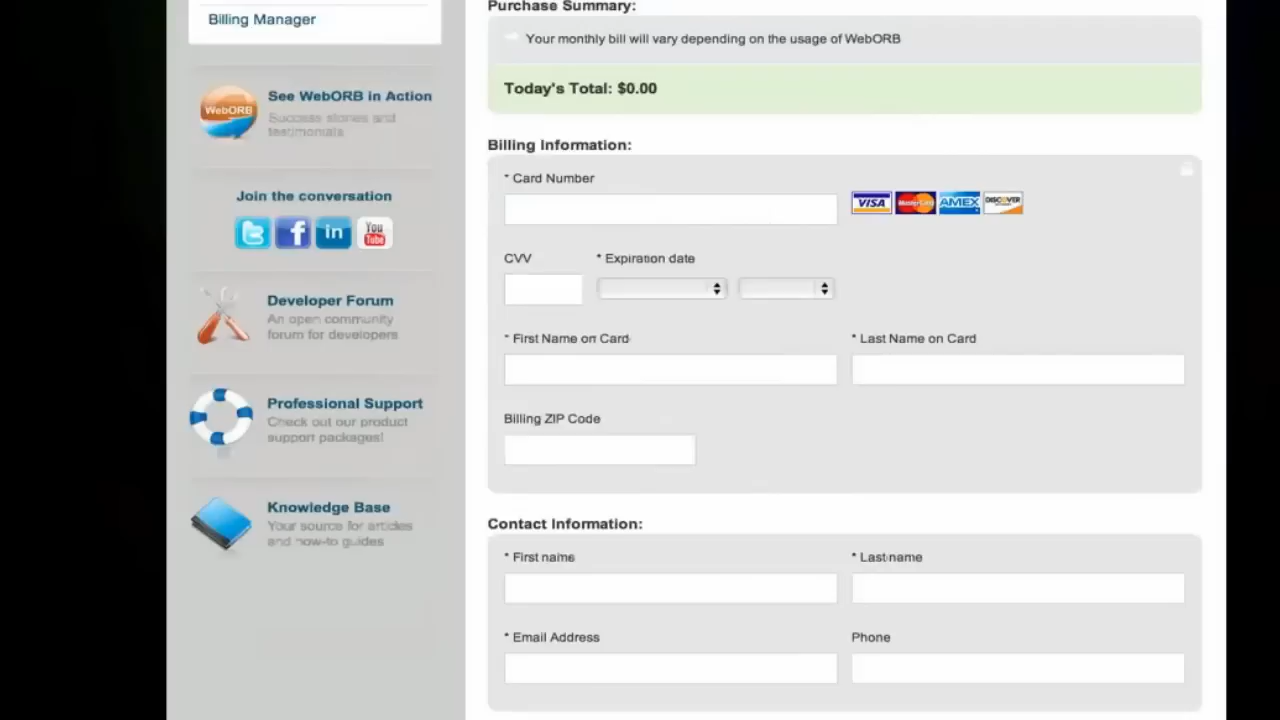 Billing Manager
WebORB
See WebORB in Action
Success stories and
testimonials
Join the conversation
in
You
Tube
Developer Forum
An open community
forum for developers
Professional Support
Check out our product
support packages!
Knowledge Base
Your source for articles
and how-to guides
Purchase Summary:
Your monthly bill will vary depending on the usage of WebORB
Today's Total: $0.00
Billing Information:
* Card Number
VISA MasterCard AMEX DISCOVER
CVV * Expiration date
* First Name on Card * Last Name on Card
Billing ZIP Code
Contact Information:
* First name * Last name
* Email Address Phone